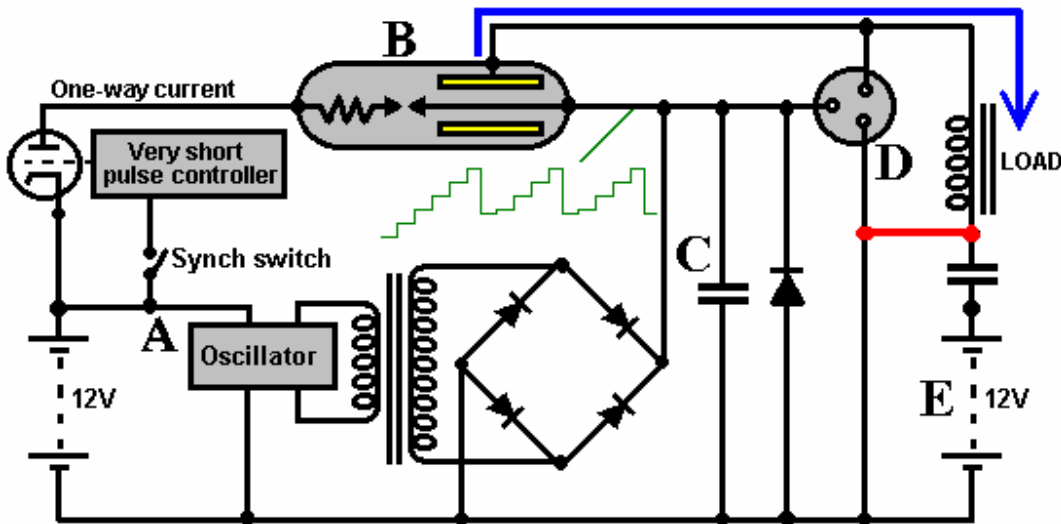 B
One-way current
Very short
pulse controller
D
LOAD
C
Synch switch
A
Oscillator
12V
E
12V